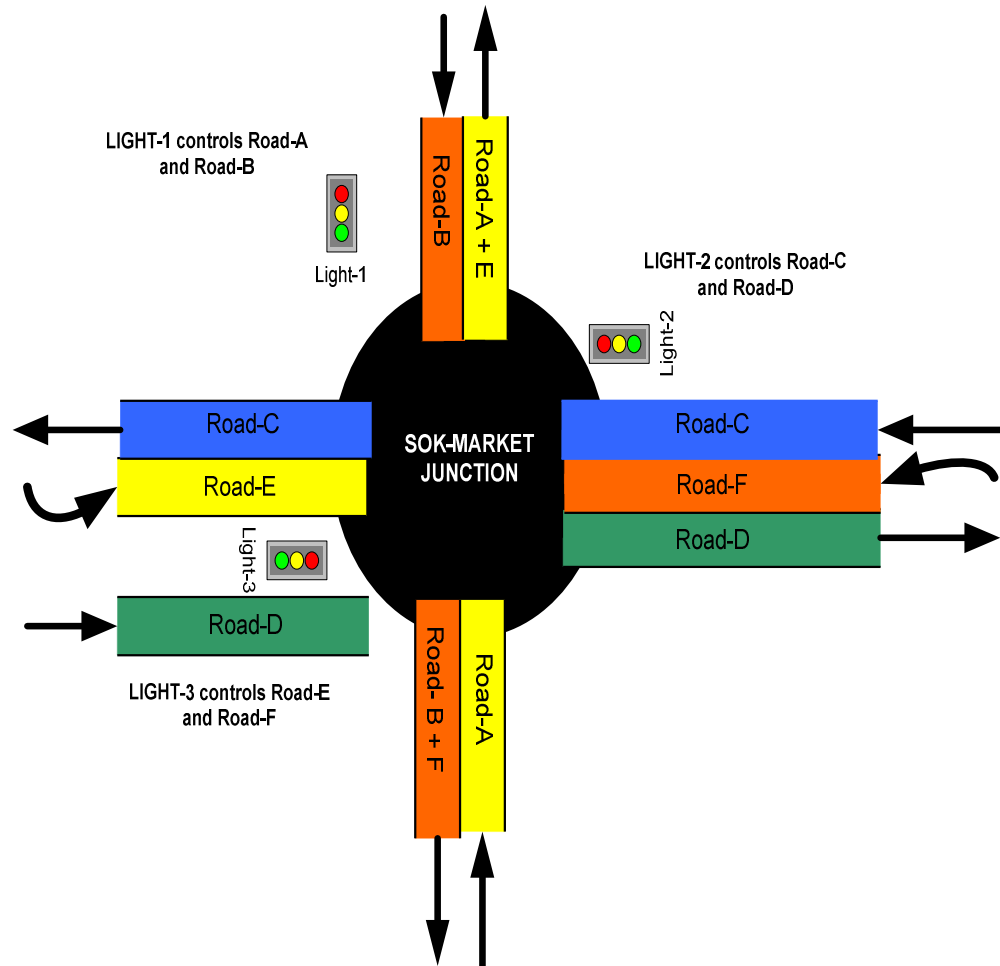 LIGHT-1 controls Road-A
and Road-B
Light-1
Road-B
Road-A + E
LIGHT-2 controls Road-C
and Road-D
Light-2
Road-C
Road-E
SOK-MARKET
JUNCTION
Road-C
Road-F
Road-D
Light-3
Road-D
LIGHT-3 controls Road-E
and Road-F
Road- B + F
Road-A